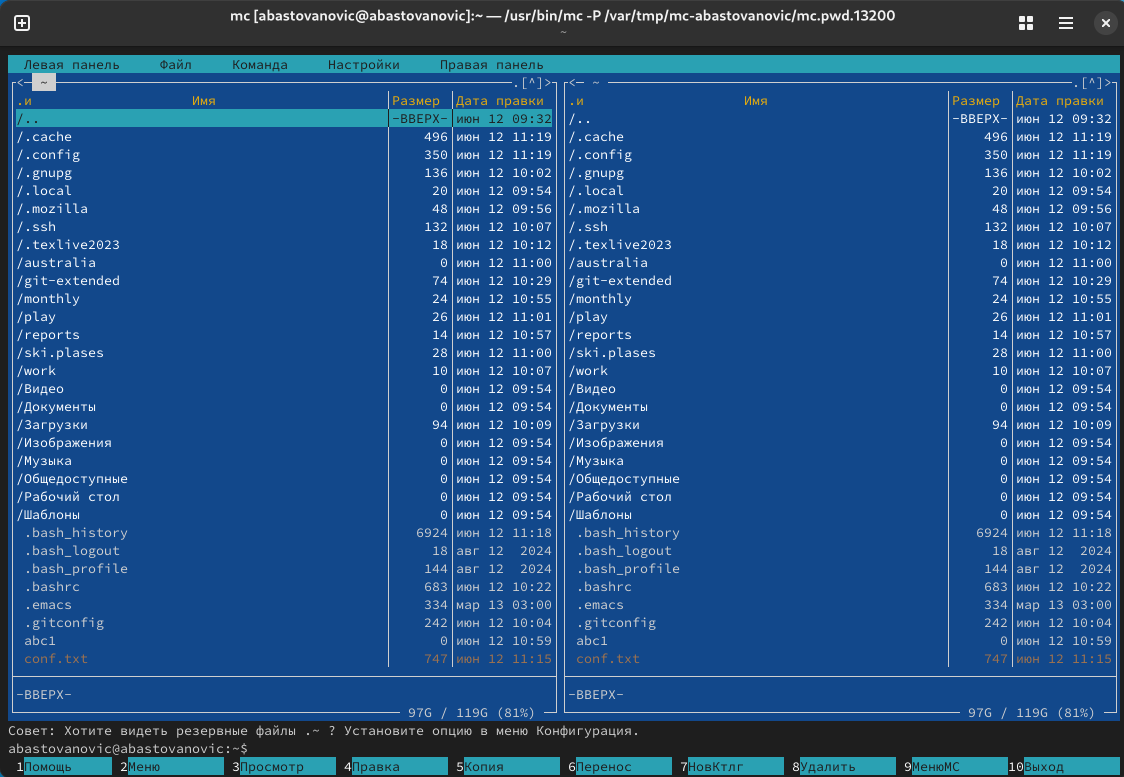 mc [abastovanovic@abastovanovic]:~ — /usr/bin/mc -P /var/tmp/mc-abastovanovic/mc.pwd.13200
~
Левая панель Файл Команда Настройки Правая панель
<─ ~ ─.[^]> <─ ~ ─.[^]>
.и Имя Размер Дата правки .и Имя Размер Дата правки
/.. -ВВЕРХ- июн 12 09:32 /.. -ВВЕРХ- июн 12 09:32
/.cache 496 июн 12 11:19 /.cache 496 июн 12 11:19
/.config 350 июн 12 11:19 /.config 350 июн 12 11:19
/.gnupg 136 июн 12 10:02 /.gnupg 136 июн 12 10:02
/.local 20 июн 12 09:54 /.local 20 июн 12 09:54
/.mozilla 48 июн 12 09:56 /.mozilla 48 июн 12 09:56
/.ssh 132 июн 12 10:07 /.ssh 132 июн 12 10:07
/.texlive2023 18 июн 12 10:12 /.texlive2023 18 июн 12 10:12
/australia 0 июн 12 11:00 /australia 0 июн 12 11:00
/git-extended 74 июн 12 10:29 /git-extended 74 июн 12 10:29
/monthly 24 июн 12 10:55 /monthly 24 июн 12 10:55
/play 26 июн 12 11:01 /play 26 июн 12 11:01
/reports 14 июн 12 10:57 /reports 14 июн 12 10:57
/ski.plases 28 июн 12 11:00 /ski.plases 28 июн 12 11:00
/work 10 июн 12 10:07 /work 10 июн 12 10:07
/Видео 0 июн 12 09:54 /Видео 0 июн 12 09:54
/Документы 0 июн 12 09:54 /Документы 0 июн 12 09:54
/Загрузки 94 июн 12 10:09 /Загрузки 94 июн 12 10:09
/Изображения 0 июн 12 09:54 /Изображения 0 июн 12 09:54
/Музыка 0 июн 12 09:54 /Музыка 0 июн 12 09:54
/Общедоступные 0 июн 12 09:54 /Общедоступные 0 июн 12 09:54
/Рабочий стол 0 июн 12 09:54 /Рабочий стол 0 июн 12 09:54
/Шаблоны 0 июн 12 09:54 /Шаблоны 0 июн 12 09:54
.bash_history 6924 июн 12 11:18 .bash_history 6924 июн 12 11:18
.bash_logout 18 авг 12 2024 .bash_logout 18 авг 12 2024
.bash_profile 144 авг 12 2024 .bash_profile 144 авг 12 2024
.bashrc 683 июн 12 10:22 .bashrc 683 июн 12 10:22
.emacs 334 мар 13 03:00 .emacs 334 мар 13 03:00
.gitconfig 242 июн 12 10:04 .gitconfig 242 июн 12 10:04
abc1 0 июн 12 10:59 abc1 0 июн 12 10:59
conf.txt 747 июн 12 11:15 conf.txt 747 июн 12 11:15
-ВВЕРХ- -ВВЕРХ-
97G / 119G (81%) 97G / 119G (81%)
Совет: Хотите видеть резервные файлы .~ ? Установите опцию в меню Конфигурация.
abastovanovic@abastovanovic:~$
1Помощь 2Меню 3Просмотр 4Правка 5Копия 6Перенос 7НовКтлг 8Удалить 9МенюMC 10Выход